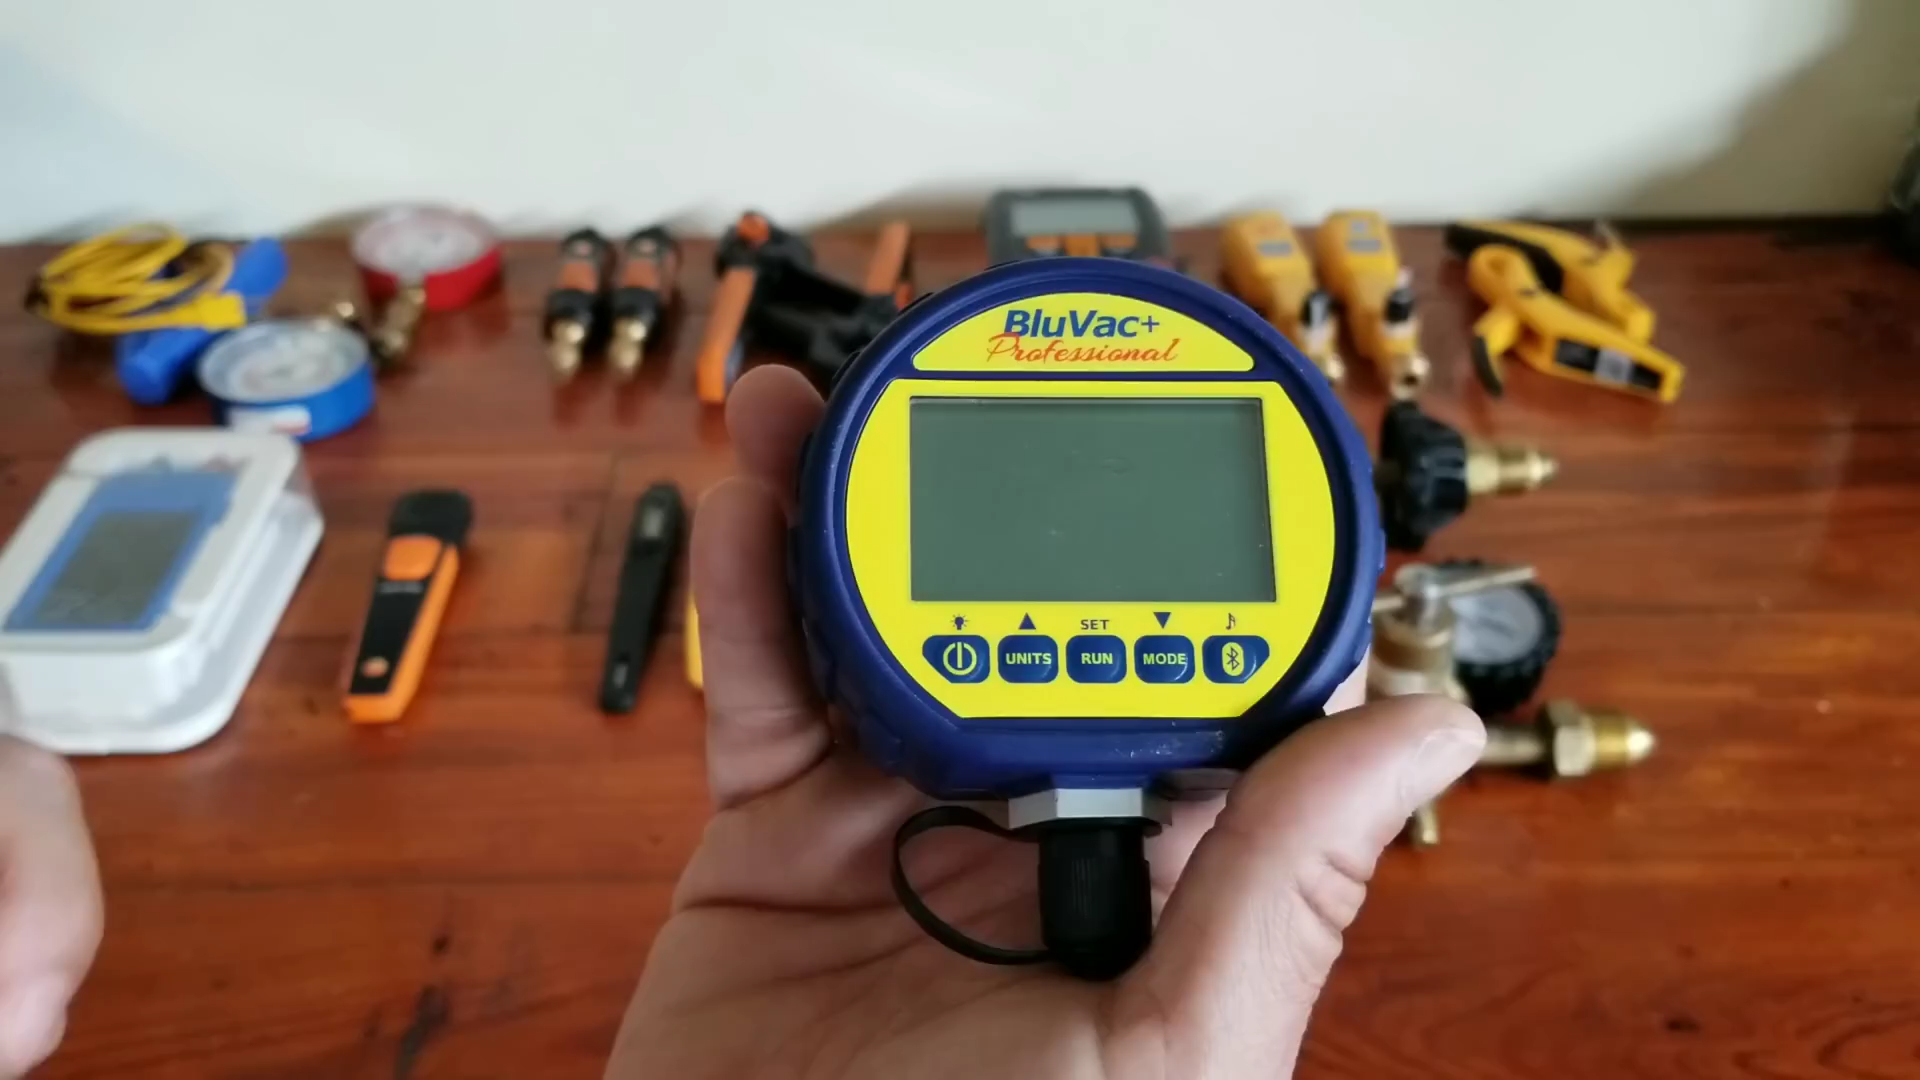 BluVac+
Professional
SET
UNITS
RUN
MODE